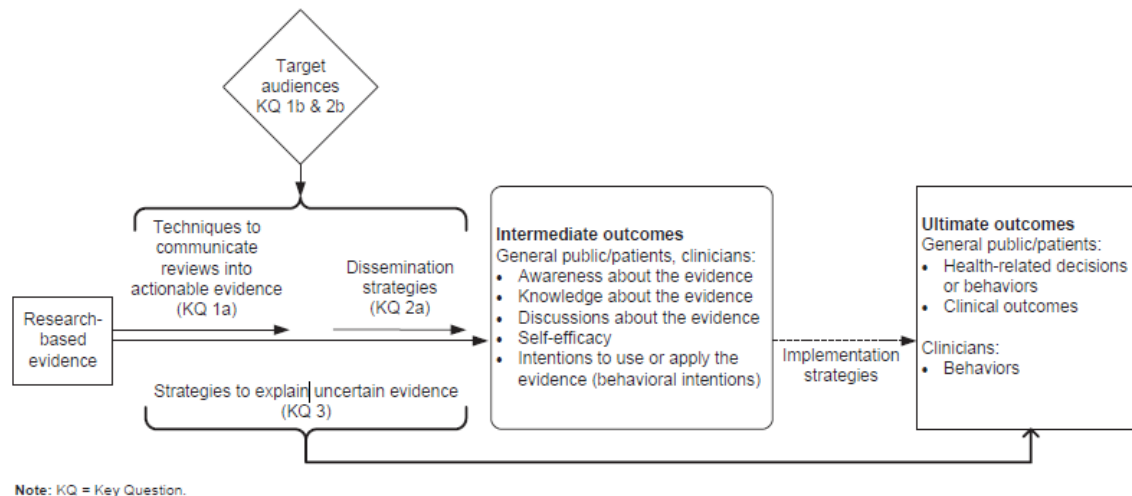 Target
audiences
KQ 1b & 2b
Techniques to
communicate
reviews into
actionable evidence
(KQ 1a)
Dissemination
strategies
(KQ 2a)
Research-
based
evidence
Strategies to explain uncertain evidence
(KQ 3)
Intermediate outcomes
General public/patients, clinicians:
• Awareness about the evidence
• Knowledge about the evidence
• Discussions about the evidence
• Self-efficacy
• Intentions to use or apply the
evidence (behavioral intentions)
Implementation
strategies
Ultimate outcomes
General public/patients:
• Health-related decisions
or behaviors
• Clinical outcomes
Clinicians:
• Behaviors
Note: KQ = Key Question.